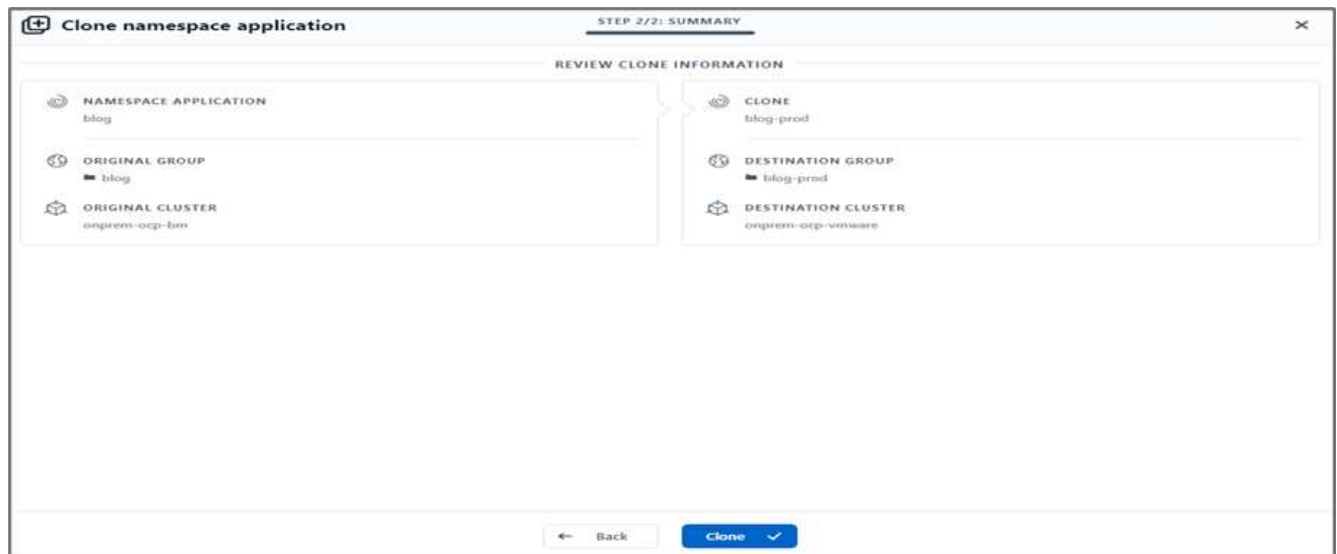 Clone namespace application
STEP 2/2: SUMMARY
REVIEW CLONE INFORMATION
NAMESPACE APPLICATION
blog
ORIGINAL GROUP
blog
ORIGINAL CLUSTER
onprem-ocp-bm
CLONE
blog-prod
DESTINATION GROUP
blog-prod
DESTINATION CLUSTER
onprem-ocp-vmware
Back
Clone